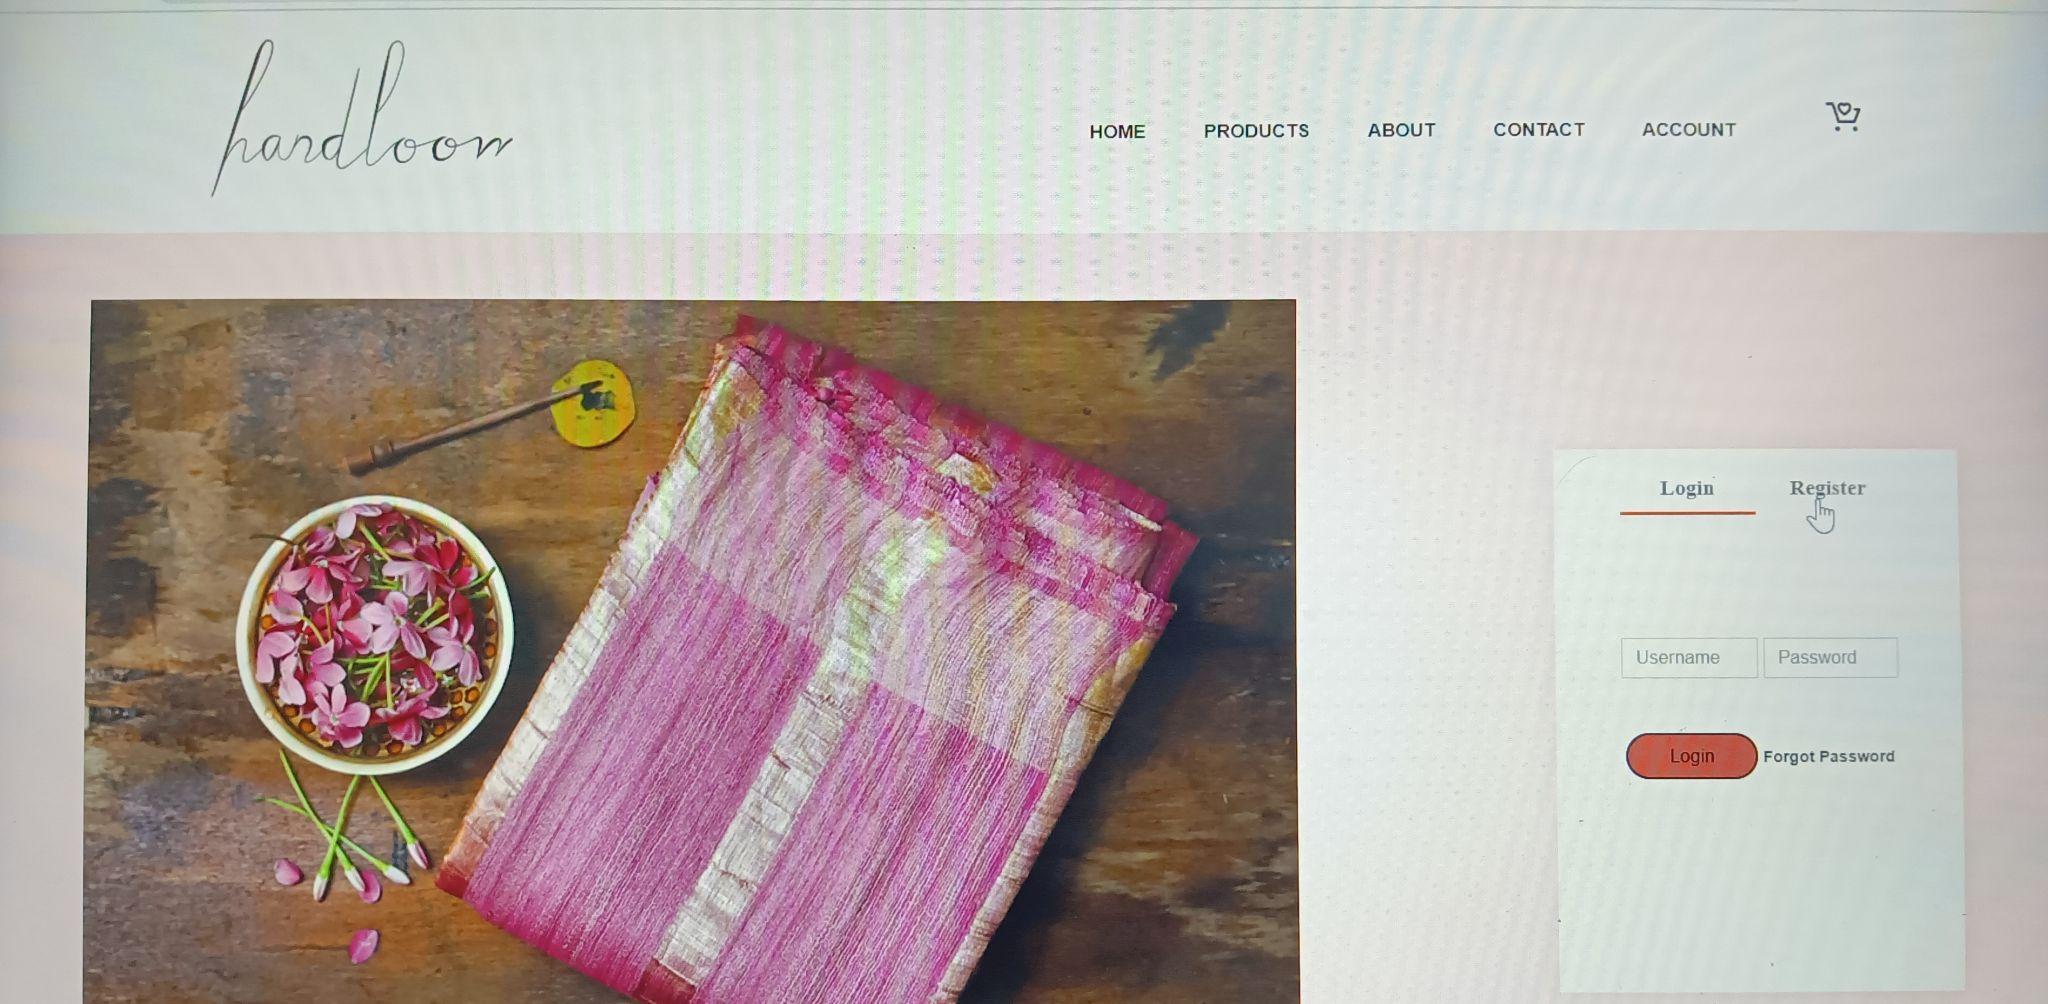 handloom
HOME PRODUCTS ABOUT CONTACT ACCOUNT
Login Register
Username Password
Login Forgot Password